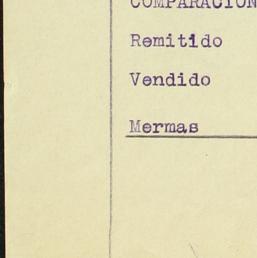 COMPARACION
Remitido
Vendido
Mermas